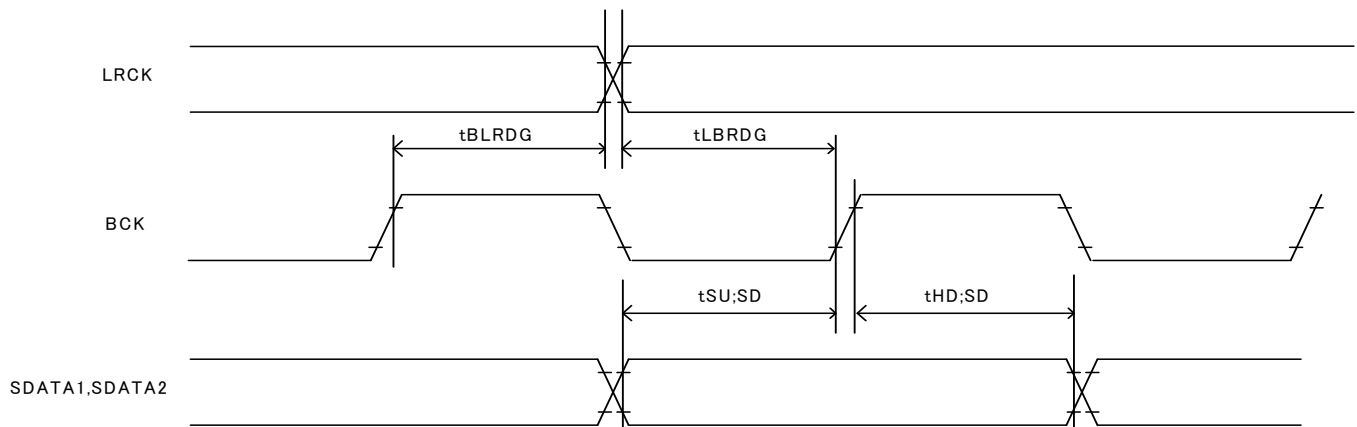 LRCK
tBLRDG
tLBRDG
BCK
tSU;SD
tHD;SD
SDATA1,SDATA2